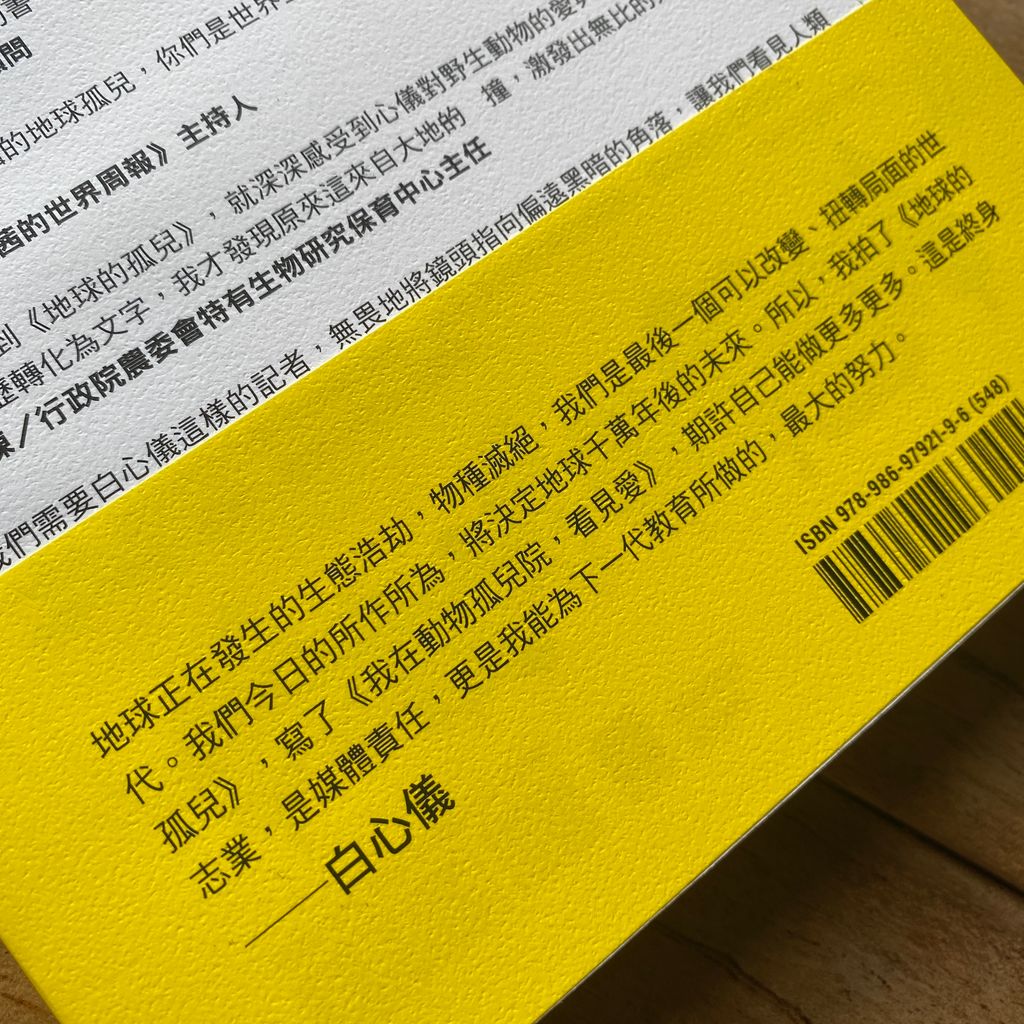 的地球孤兒，你們是世界
茜的世界周報》主持人
到《地球的孤兒》，就深深感受到心儀對野生動物的愛
歷轉化為文字，我才發現原來這來自大地的 撞，激發出無比的
／行政院農委會特有生物研究保育中心主任
我們需要白心儀這樣的記者，無畏地將鏡頭指向偏遠黑暗的角落，讓我們看見人類
地球正在發生的生態浩劫，物種滅絕，我們是最後一個可以改變、扭轉局面的世
代。我們今日的所作所為，將決定地球千萬年後的未來。所以，我拍了《地球的
孤兒》，寫了《我在動物孤兒院，看見愛》，期許自己能做更多更多。這是終身
志業，是媒體責任，更是我能為下一代教育所做的，最大的努力。
——白心儀
ISBN 978-986-97921-9-6 (548)